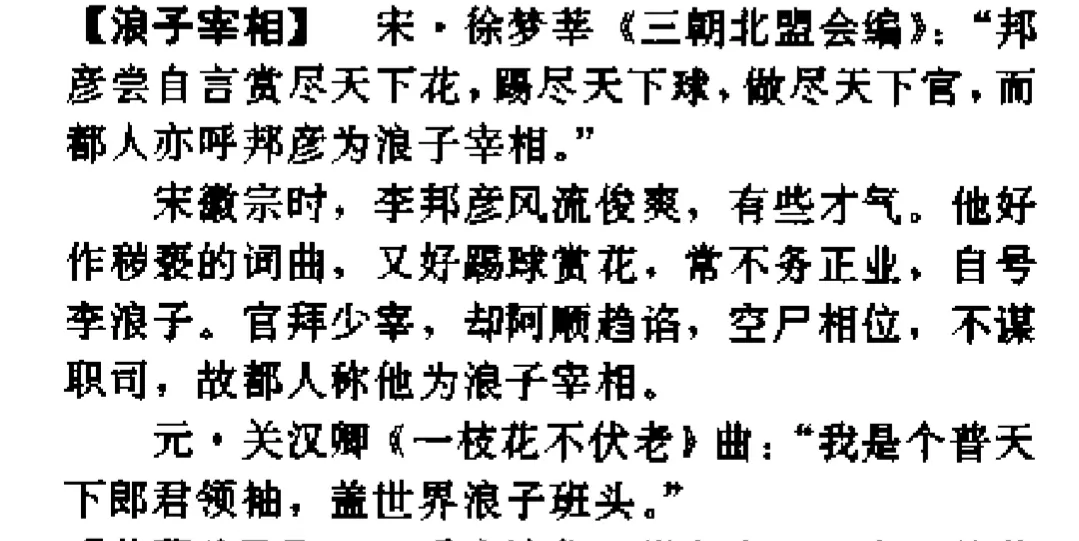 【浪子宰相】 宋·徐梦莘《三朝北盟会编》：“邦
彦尝自言赏尽天下花，踢尽天下球，做尽天下官，而
都人亦呼邦彦为浪子宰相。”
宋徽宗时，李邦彦风流俊爽，有些才气。他好
作秽亵的词曲，又好踢球赏花，常不务正业，自号
李浪子。官拜少宰，却阿顺趋谄，空尸相位，不谋
职司，故都人称他为浪子宰相。
元·关汉卿《一枝花不伏老》曲：“我是个普天
下郎君领袖，盖世界浪子班头。”